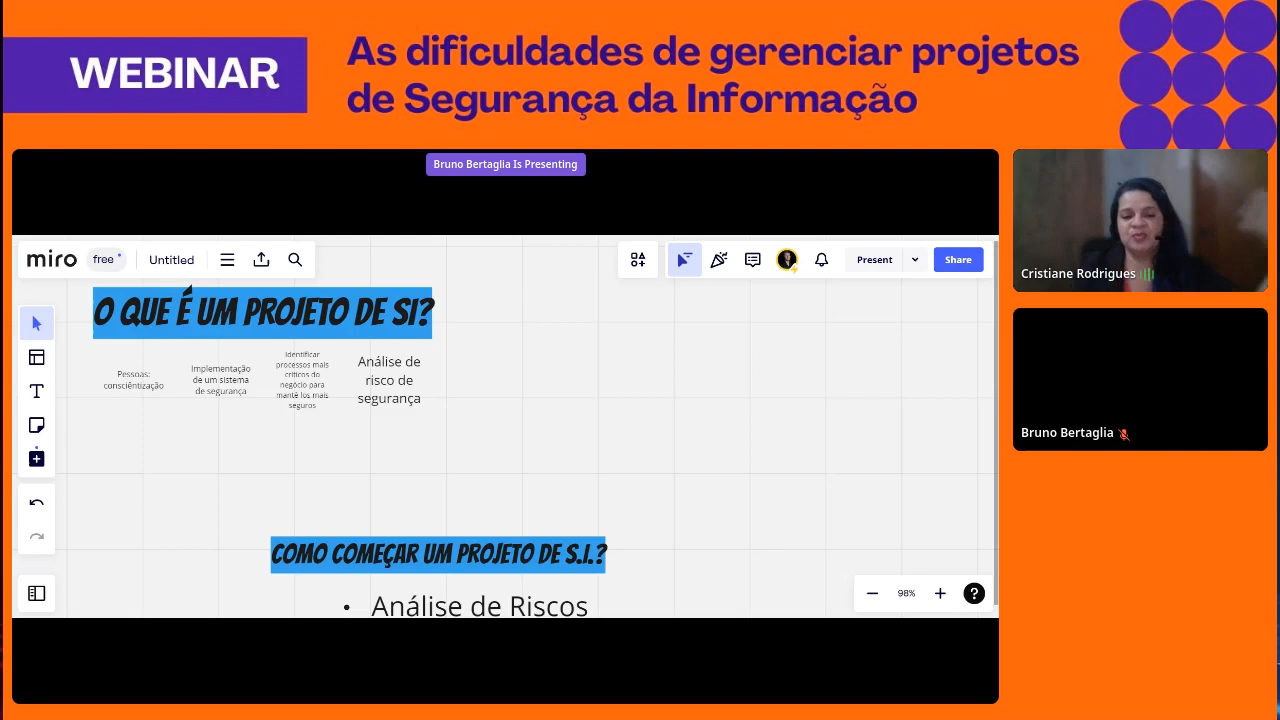 WEBINAR
As dificuldades de gerenciar projetos
de Segurança da Informação
Bruno Bertaglia Is Presenting
miro
free
Untitled
Present
Share
O QUE É UM PROJETO DE SI?
Pessoas:
consciêntização
Implementação
de um sistema
de segurança
Identificar
processos mais
críticos do
negócio para
mantê los mais
seguros
Análise de
risco de
segurança
COMO COMEÇAR UM PROJETO DE S.I.?
• Análise de Riscos
98%
Cristiane Rodrigues
Bruno Bertaglia